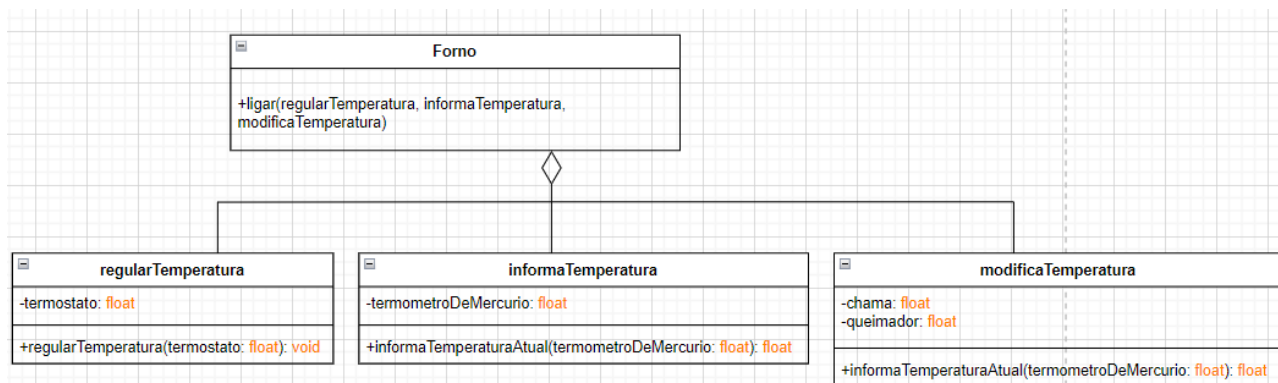 Forno
+ligar(regularTemperatura, informaTemperatura,
modificaTemperatura)
regularTemperatura
-termostato: float
+regularTemperatura(termostato: float): void
informaTemperatura
-termometroDeMercurio: float
+informaTemperaturaAtual(termometroDeMercurio: float): float
modificaTemperatura
-chama: float
-queimador: float
+informaTemperaturaAtual(termometroDeMercurio: float): float